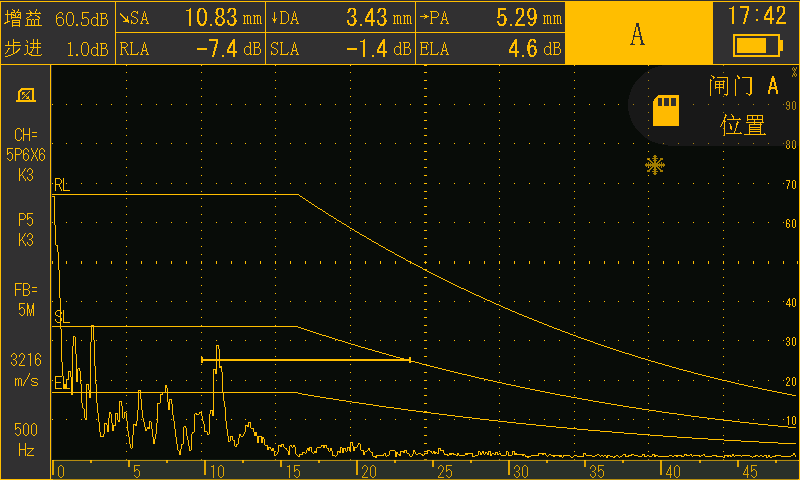 增益 60.5dB ↘SA 10.83 mm ↓DA 3.43 mm →PA 5.29 mm A 17:42
步进 1.0dB RLA -7.4 dB SLA -1.4 dB ELA 4.6 dB
%
闸门 A
位置
CH=
5P6X6
K3
P5
K3
FB=
5M
3216
m/s
500
Hz
RL
SL
E
90
80
70
60
50
40
30
20
10
0 5 10 15 20 25 30 35 40 45